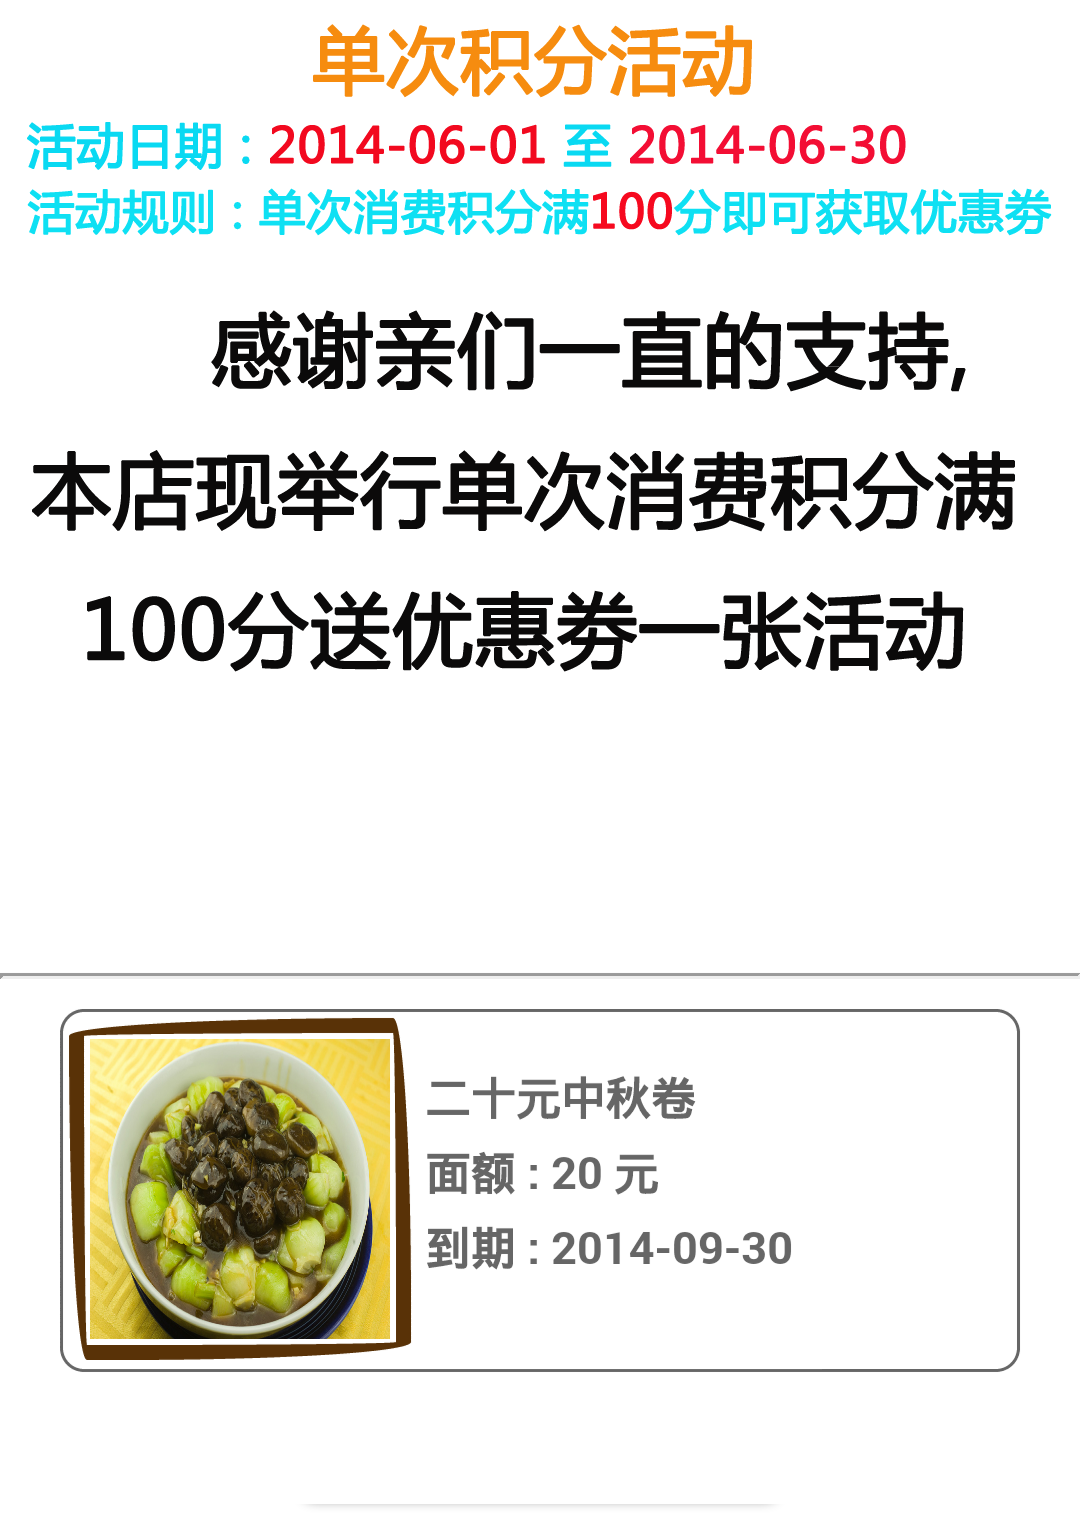 单次积分活动
活动日期：2014-06-01 至 2014-06-30
活动规则：单次消费积分满100分即可获取优惠券
感谢亲们一直的支持,
本店现举行单次消费积分满
100分送优惠券一张活动
二十元中秋卷
面额：20 元
到期：2014-09-30